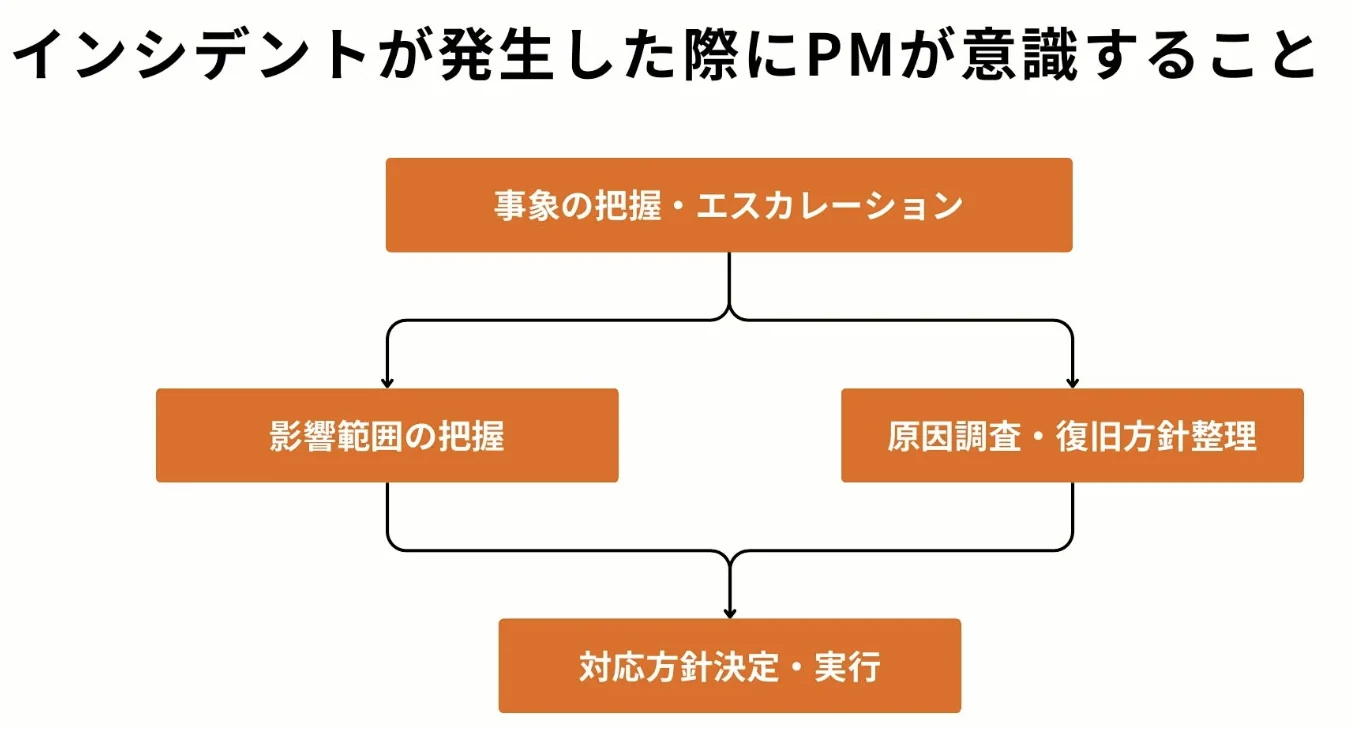 インシデントが発生した際にPMが意識すること
事象の把握・エスカレーション
影響範囲の把握
原因調査・復旧方針整理
対応方針決定・実行